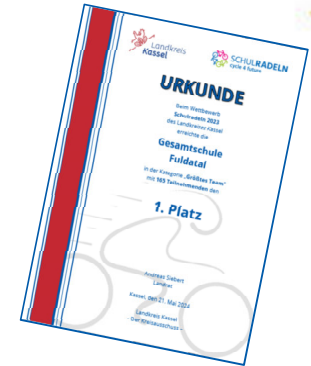 Landkreis
Kassel
SCHULRADELN
cycle 4 future
URKUNDE
Beim Wettbewerb
Schulradeln 2023
des Landkreises Kassel
erreichte die
Gesamtschule
Fuldatal
in der Kategorie „Größtes Team“
mit 105 Teilnehmenden den
1. Platz
Andreas Siebert
Landrat
Kassel, den 21. Mai 2024
Landkreis Kassel
- Der Kreisausschuss -